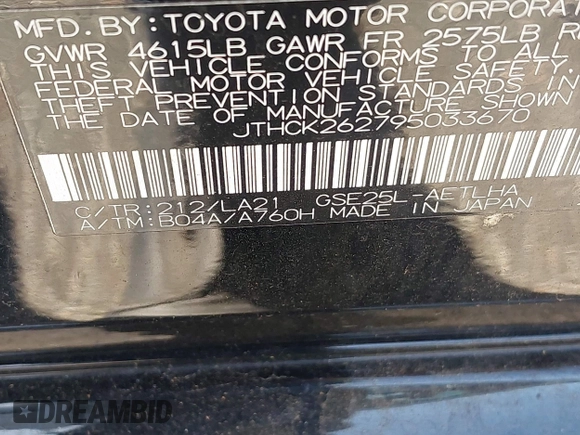 MFD. BY: TOYOTA MOTOR CORPORA
GVWR 4615LB GAWR FR 2575LB R
THIS VEHICLE CONFORMS TO ALL
FEDERAL MOTOR VEHICLE SAFETY,
THEFT PREVENTION STANDARDS IN
THE DATE OF MANUFACTURE SHOWN
JTHCK262795033670
C/TR:212/LA21 GSE25L-AETLHA
A/TM:B04A/A760H MADE IN JAPAN
DREAMBID